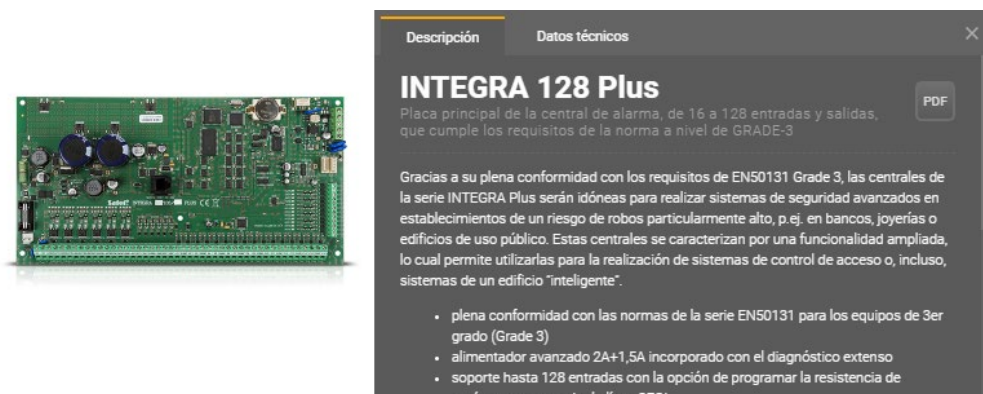 Descripción
Datos técnicos
INTEGRA 128 Plus
PDF
Placa principal de la central de alarma, de 16 a 128 entradas y salidas,
que cumple los requisitos de la norma a nivel de GRADE-3
Gracias a su plena conformidad con los requisitos de EN50131 Grade 3, las centrales de
la serie INTEGRA Plus serán idóneas para realizar sistemas de seguridad avanzados en
establecimientos de un riesgo de robos particularmente alto, p.ej. en bancos, joyerías o
edificios de uso público. Estas centrales se caracterizan por una funcionalidad ampliada,
lo cual permite utilizarlas para la realización de sistemas de control de acceso o, incluso,
sistemas de un edificio "inteligente".
• plena conformidad con las normas de la serie EN50131 para los equipos de 3er
grado (Grade 3)
• alimentador avanzado 2A+1,5A incorporado con el diagnóstico extenso
• soporte hasta 128 entradas con la opción de programar la resistencia de
Satel PLUS CE